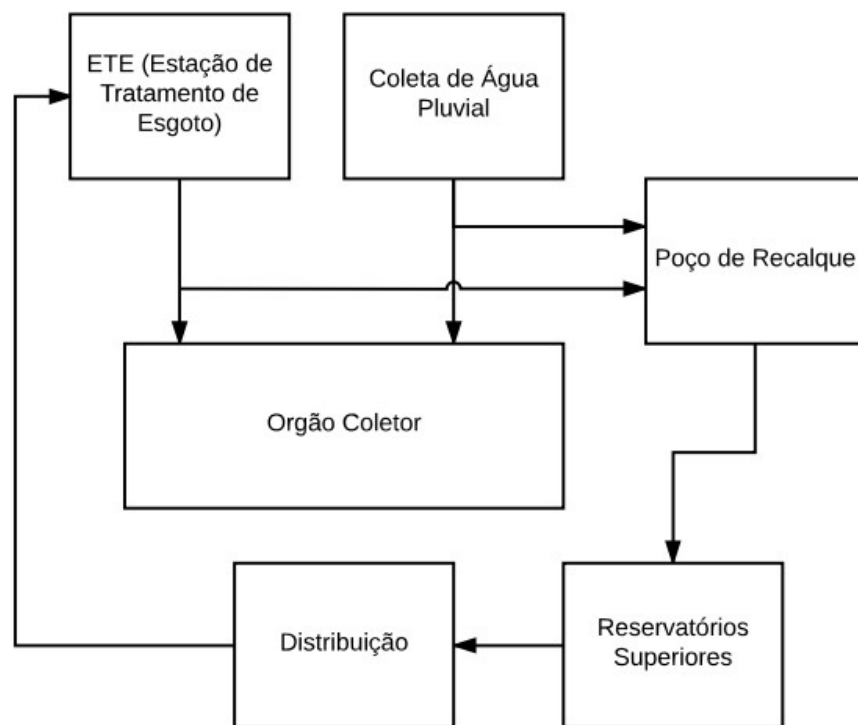 ETE (Estação de
Tratamento de
Esgoto)
Coleta de Água
Pluvial
Poço de Recalque
Orgão Coletor
Distribuição
Reservatórios
Superiores